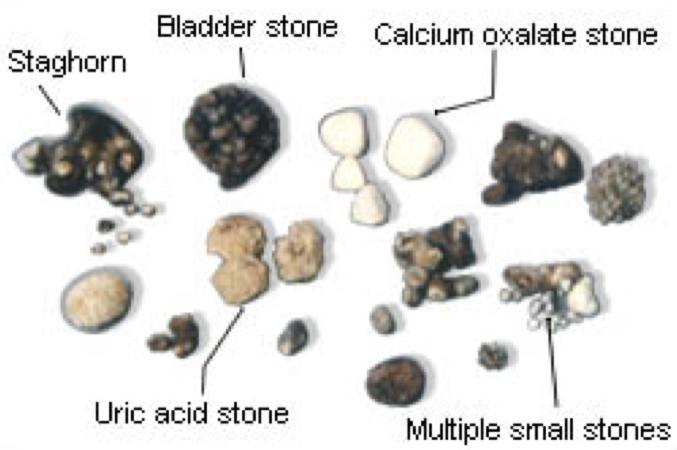 Bladder stone
Calcium oxalate stone
Staghorn
Uric acid stone
Multiple small stones